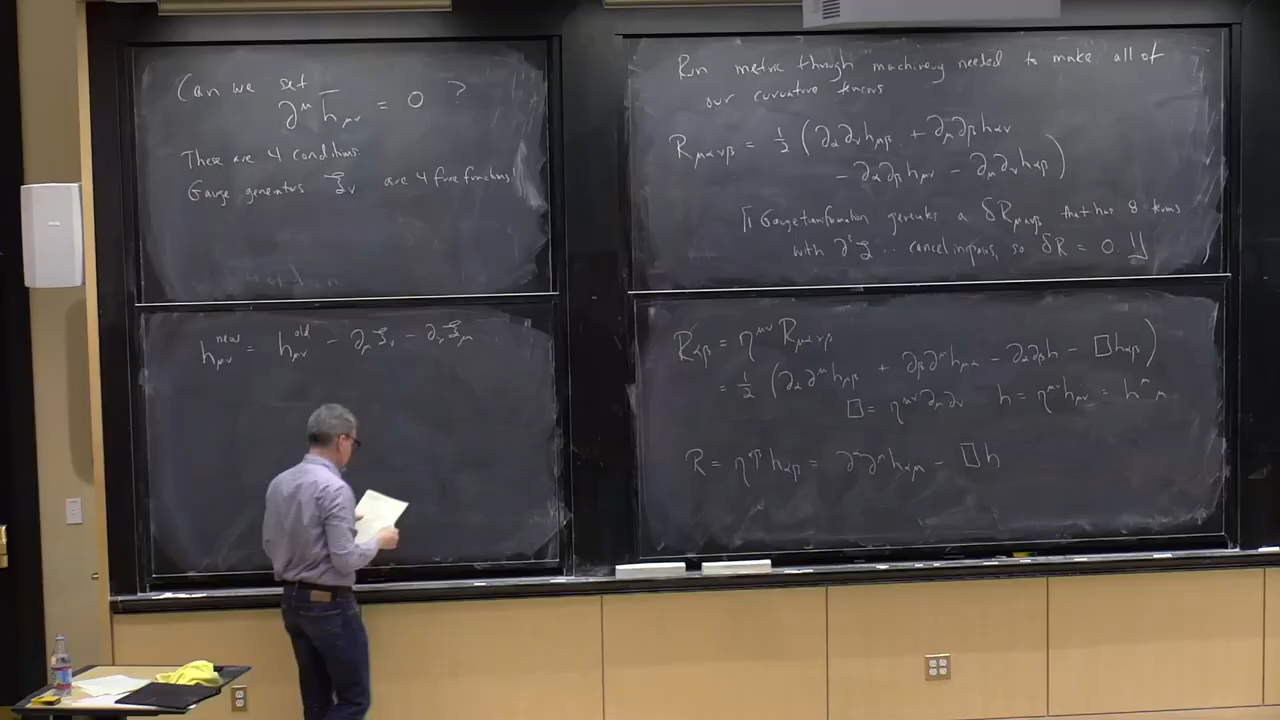 Can we set
∂^μ h̄_μν = 0 ?
These are 4 conditions.
Gauge generators ξ_ν are 4 free functions!
h_μν^new = h_μν^old - ∂_μ ξ_ν - ∂_ν ξ_μ
Run metric through machinery needed to make all of
our curvature tensors
R_μανβ = 1/2 (∂_α ∂_ν h_μβ + ∂_μ ∂_β h_αν
- ∂_α ∂_β h_μν - ∂_μ ∂_ν h_αβ)
[[Gauge transformation generates a δR_μανβ that has 8 terms
with ∂³ξ .. cancel in pairs, so δR = 0.]]
R_αβ = η^μν R_μανβ
= 1/2 (∂_α ∂^μ h_μβ + ∂_β ∂^μ h_μα - ∂_α ∂_β h - □ h_αβ)
□ = η^μν ∂_μ ∂_ν h = η^μν h_μν = h^μ_μ
R = η^αβ h_αβ = ∂^α ∂^μ h_αμ - □ h